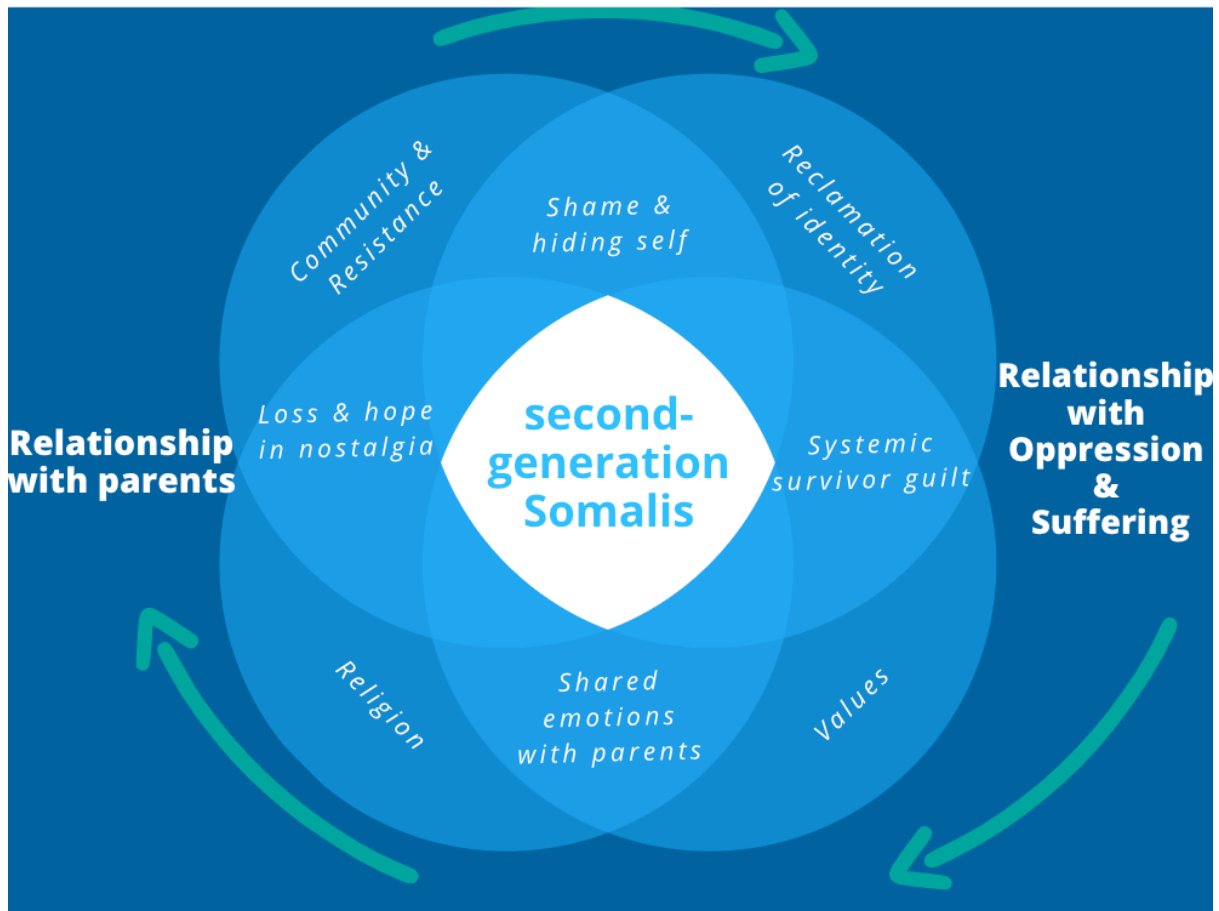 Community &
Resistance
Shame &
hiding self
Reclamation
of identity
Loss & hope
in nostalgia
Relationship
with parents
second-
generation
Somalis
Systemic
survivor guilt
Relationship
with
Oppression
&
Suffering
Religion
Shared
emotions
with parents
Values